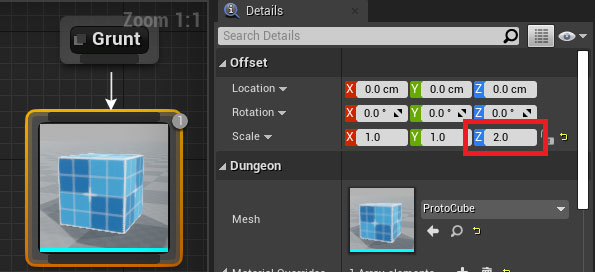 Zoom 1:1
Grunt
1
Details
Search Details
Offset
Location X 0.0 cm Y 0.0 cm Z 0.0 cm
Rotation X 0.0 ° Y 0.0 ° Z 0.0 °
Scale X 1.0 Y 1.0 Z 2.0
Dungeon
Mesh ProtoCube
Material Overrides 1 Array elements